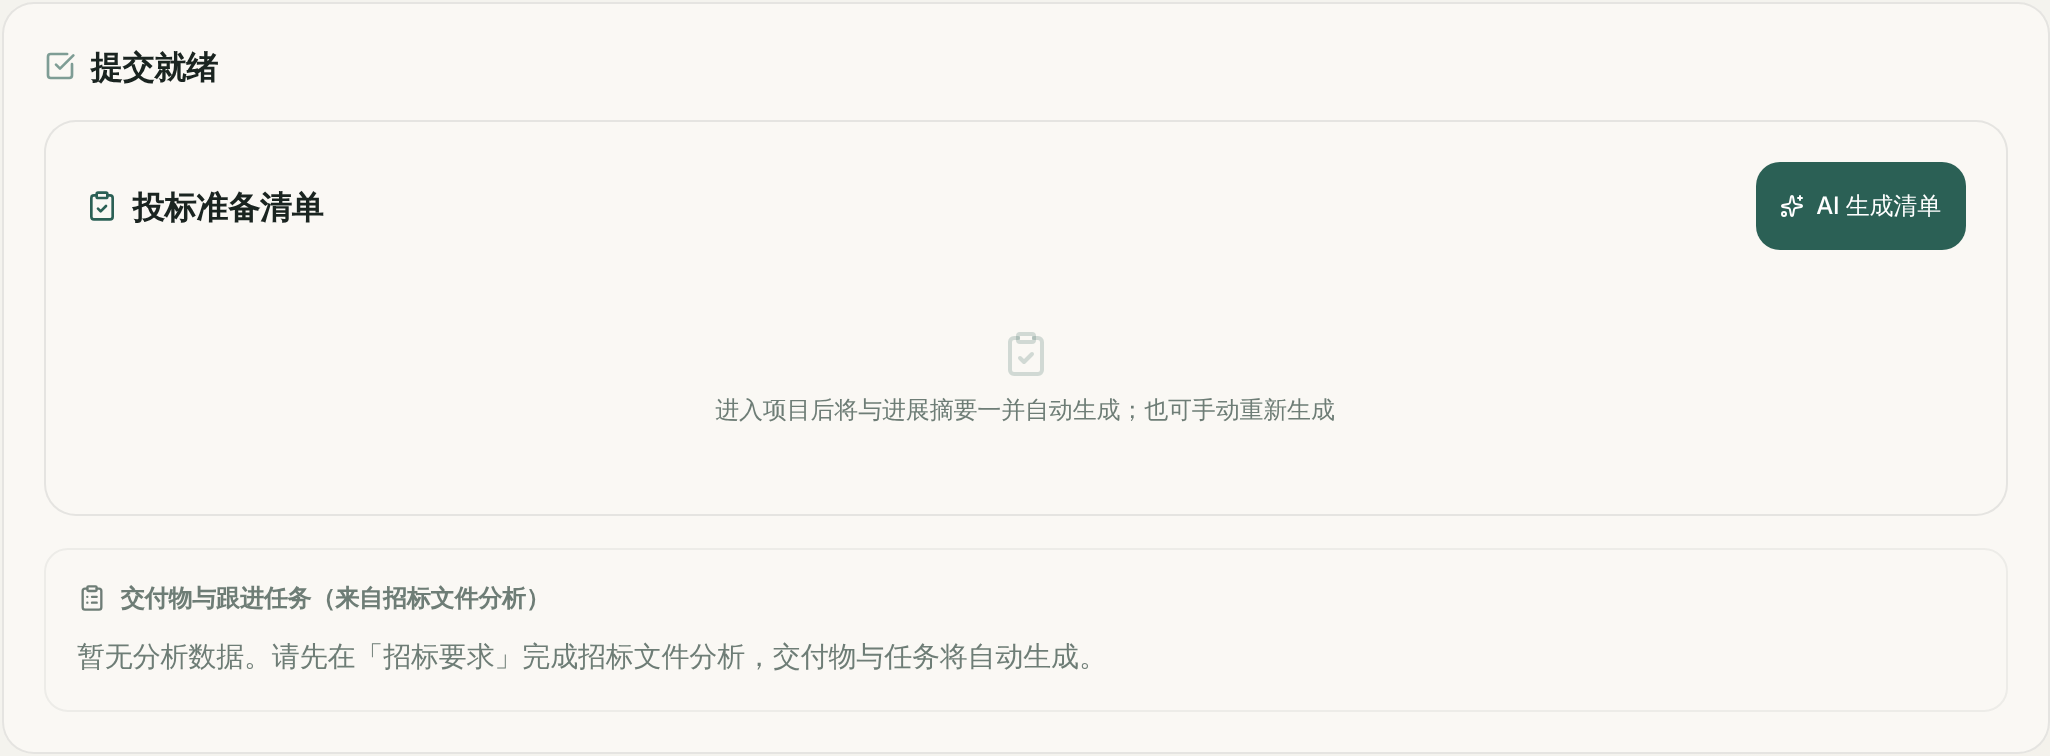 提交就绪
投标准备清单
AI 生成清单
进入项目后将与进展摘要一并自动生成；也可手动重新生成
交付物与跟进任务（来自招标文件分析）
暂无分析数据。请先在「招标要求」完成招标文件分析，交付物与任务将自动生成。